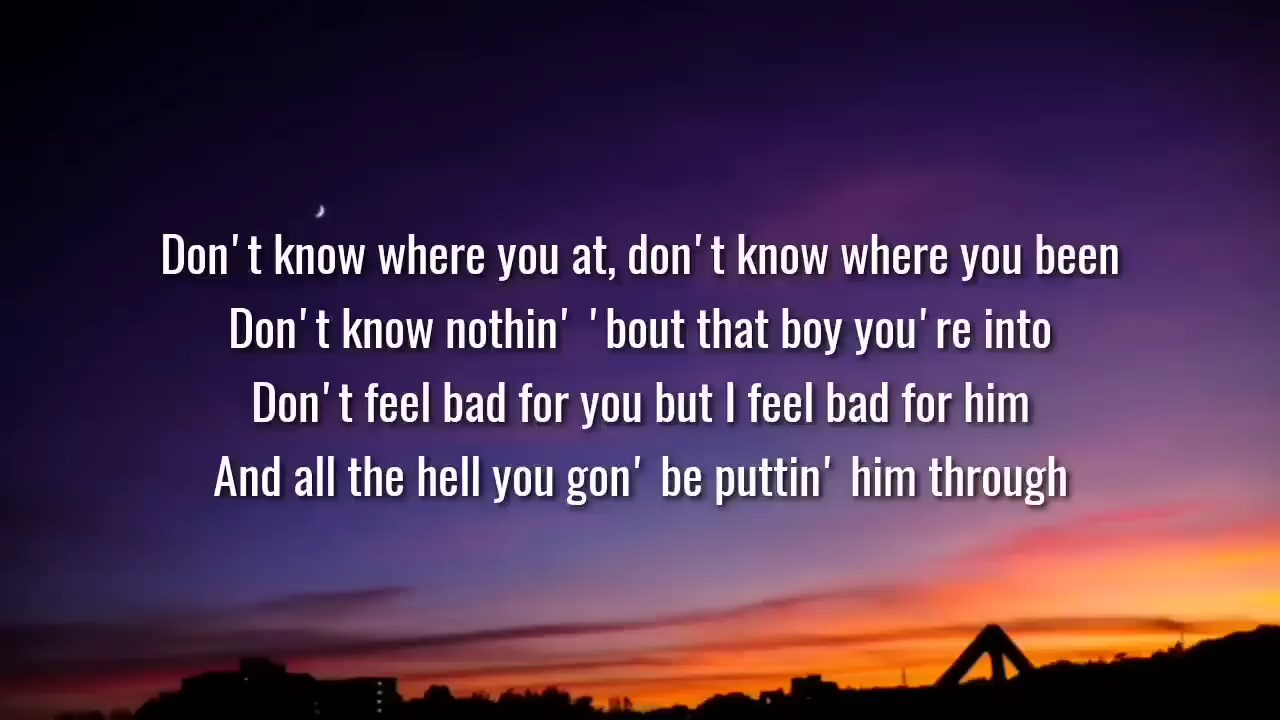 Don't know where you at, don't know where you been
Don't know nothin' 'bout that boy you're into
Don't feel bad for you but I feel bad for him
And all the hell you gon' be puttin' him through